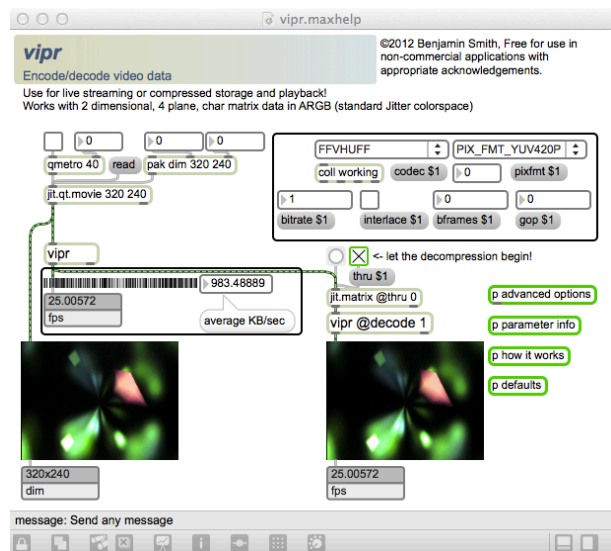 vipr.maxhelp
vipr
Encode/decode video data
©2012 Benjamin Smith, Free for use in
non-commercial applications with
appropriate acknowledgements.
Use for live streaming or compressed storage and playback!
Works with 2 dimensional, 4 plane, char matrix data in ARGB (standard Jitter colorspace)
0 0 0
qmetro 40 read pak dim 320 240
jit.qt.movie 320 240
FFVHUFF PIX_FMT_YUV420P
coll working codec $1 0 pixfmt $1
1 0 0
bitrate $1 interlace $1 bframes $1 gop $1
vipr
<- let the decompression begin!
thru $1
983.48889
25.00572
fps
average KB/sec
jit.matrix @thru 0
vipr @decode 1
p advanced options
p parameter info
p how it works
p defaults
320x240
dim
25.00572
fps
message: Send any message